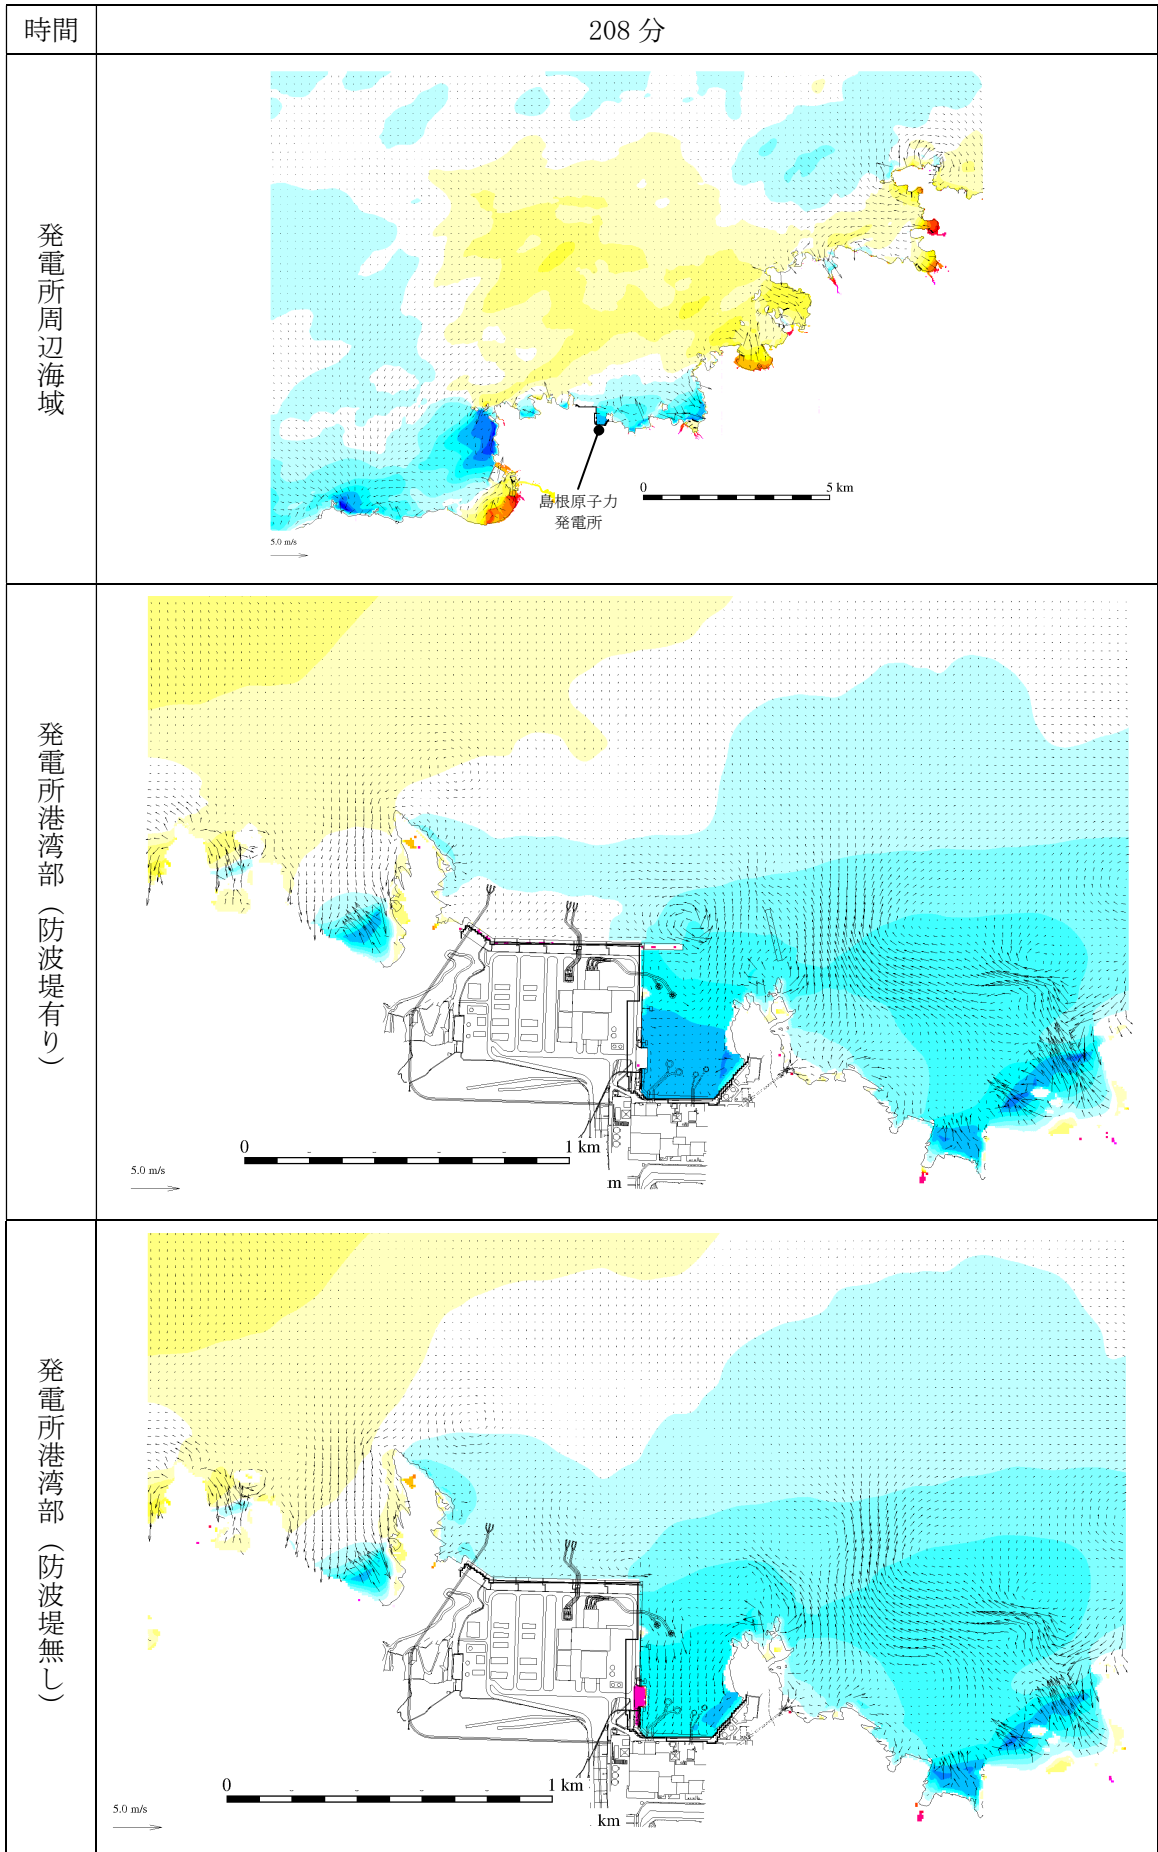 時間
208 分
発電所周辺海域
島根原子力
発電所
0
5 km
5.0 m/s
発電所港湾部（防波堤有り）
0
1 km
5.0 m/s
m
発電所港湾部（防波堤無し）
0
1 km
5.0 m/s
km